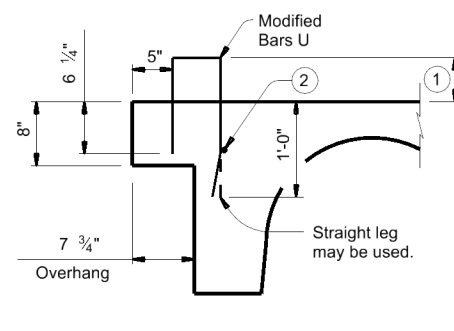 Modified
Bars U
5"
6 ¼"
2
1
8"
1'-0"
7 ¾"
Overhang
Straight leg
may be used.